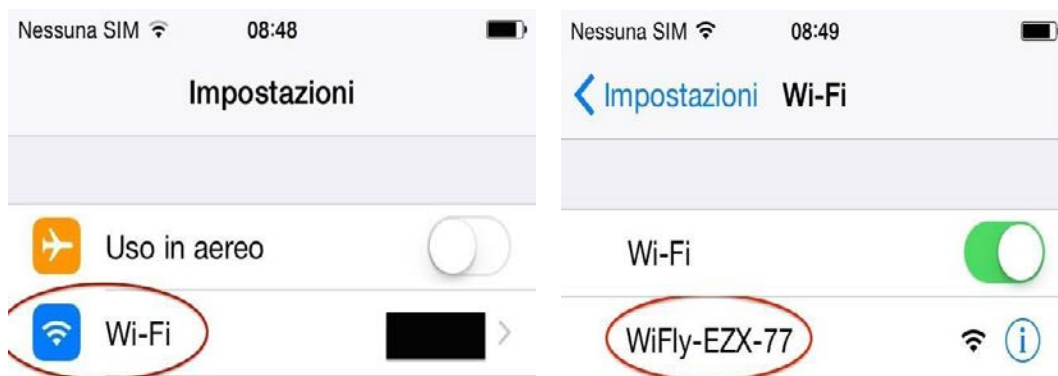 Nessuna SIM 08:48
Impostazioni
Uso in aereo
Wi-Fi
Nessuna SIM 08:49
Impostazioni Wi-Fi
Wi-Fi
WiFly-EZX-77